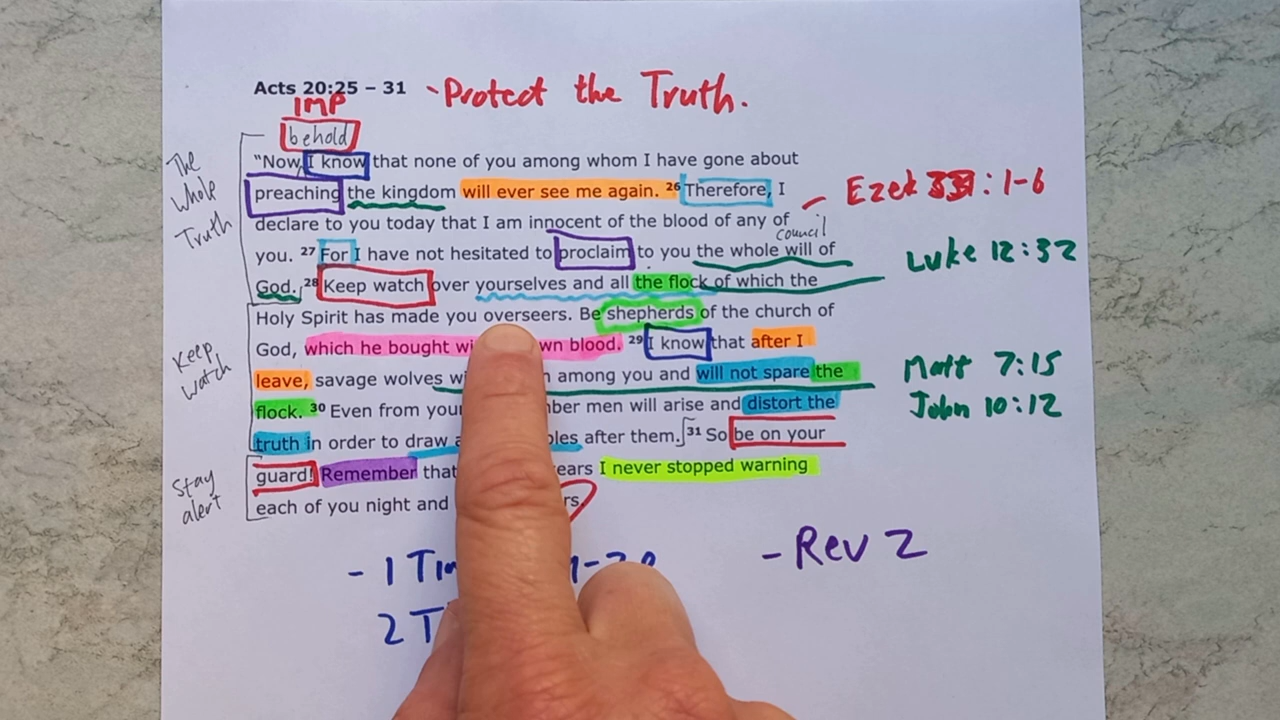 Acts 20:25 – 31 - Protect the Truth.
IMP
behold
The whole Truth
“Now, I know that none of you among whom I have gone about
preaching the kingdom will ever see me again. 26 Therefore, I
Ezek 33:1-6
declare to you today that I am innocent of the blood of any of
council
you. 27 For I have not hesitated to proclaim to you the whole will of
Luke 12:32
God. 28 Keep watch over yourselves and all the flock of which the
Holy Spirit has made you overseers. Be shepherds of the church of
Keep watch
God, which he bought wn blood. 29 I know that after I
leave, savage wolves among you and will not spare the
Matt 7:15
flock. 30 Even from your men will arise and distort the
John 10:12
truth in order to draw after them. 31 So be on your
Stay alert
guard! Remember that I never stopped warning
each of you night and
- 1 Tim
- Rev 2
2 T